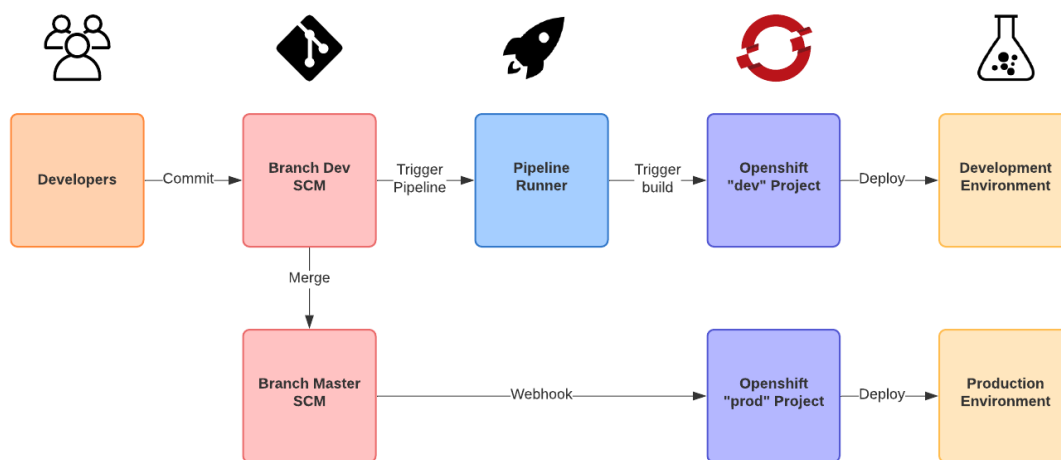 Developers
Commit
Branch Dev
SCM
Trigger
Pipeline
Pipeline
Runner
Trigger
build
Openshift
"dev" Project
Deploy
Development
Environment
Merge
Branch Master
SCM
Webhook
Openshift
"prod" Project
Deploy
Production
Environment